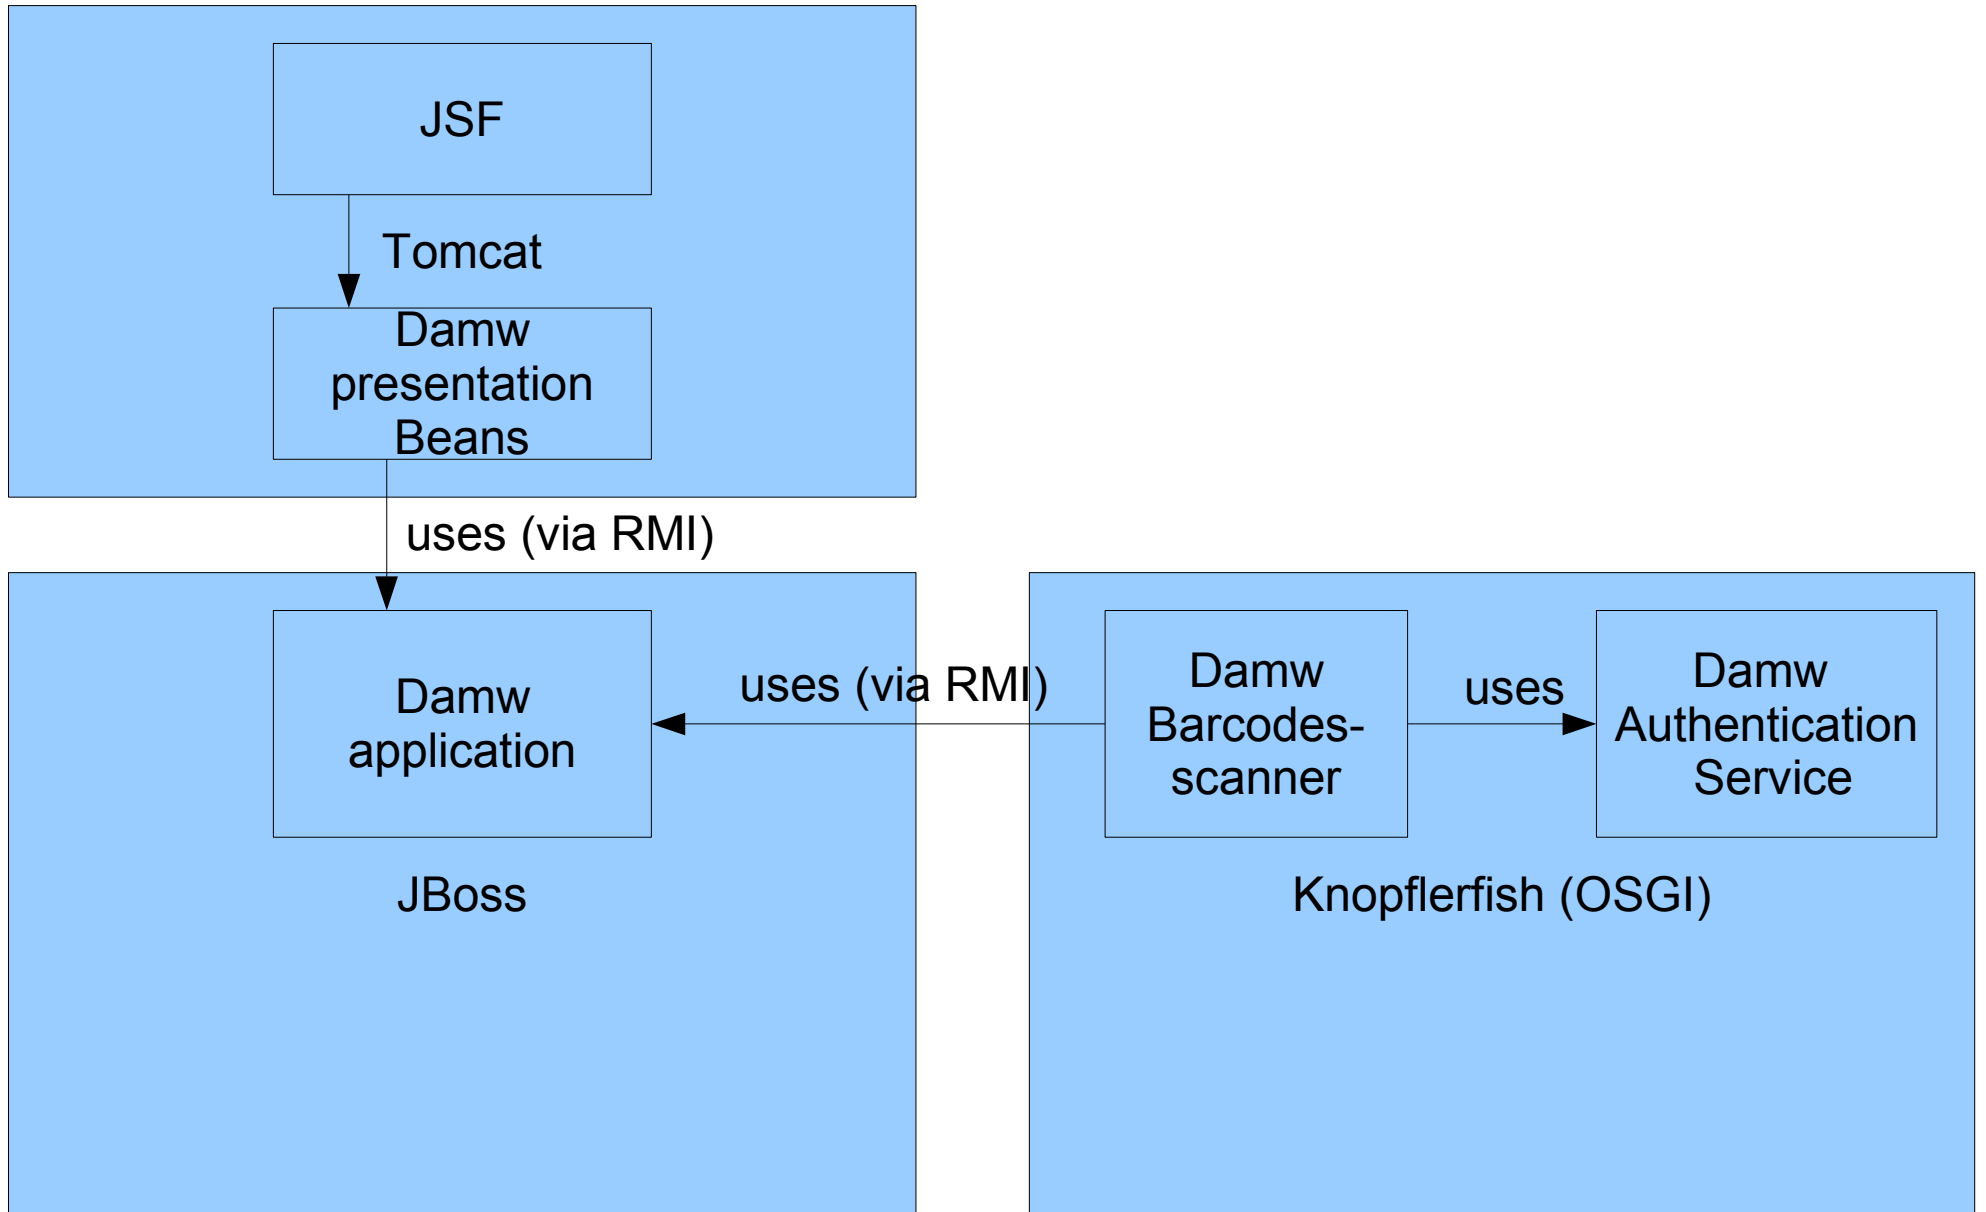 JSF
Tomcat
Damw
presentation
Beans
uses (via RMI)
Damw
application
JBoss
uses (via RMI)
Damw
Barcodes-
scanner
uses
Damw
Authentication
Service
Knopflerfish (OSGI)